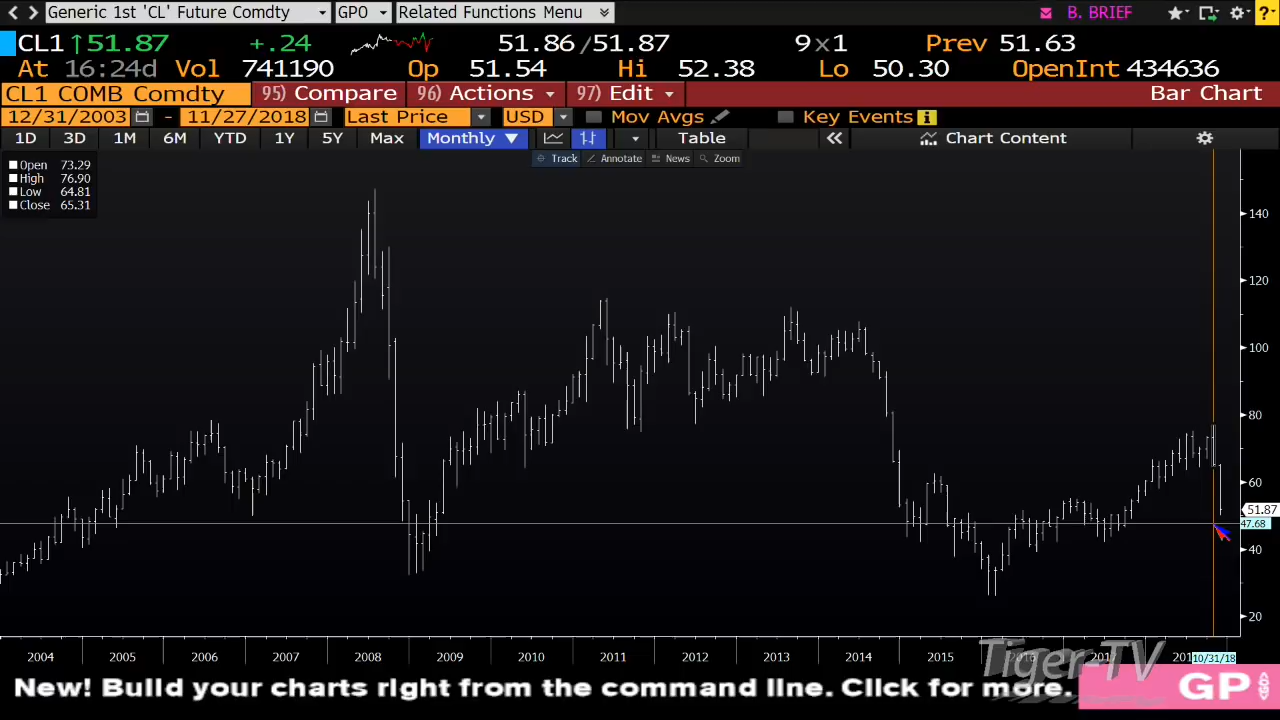 Generic 1st 'CL' Future Comdty GPO Related Functions Menu B. BRIEF ?
CL1 ↑51.87 +.24 51.86/51.87 9x1 Prev 51.63
At 16:24d Vol 741190 Op 51.54 Hi 52.38 Lo 50.30 OpenInt 434636
CL1 COMB Comdty 95) Compare 96) Actions 97) Edit Bar Chart
12/31/2003 - 11/27/2018 Last Price USD Mov Avgs Key Events i
1D 3D 1M 6M YTD 1Y 5Y Max Monthly ▼ Table « Chart Content
Track Annotate News Zoom
Open 73.29
High 76.90
Low 64.81
Close 65.31
140
120
100
80
60
51.87
47.68
40
20
2004 2005 2006 2007 2008 2009 2010 2011 2012 2013 2014 2015 2016 201 201 10/31/18
Tiger-TV
New! Build your charts right from the command line. Click for more. GP